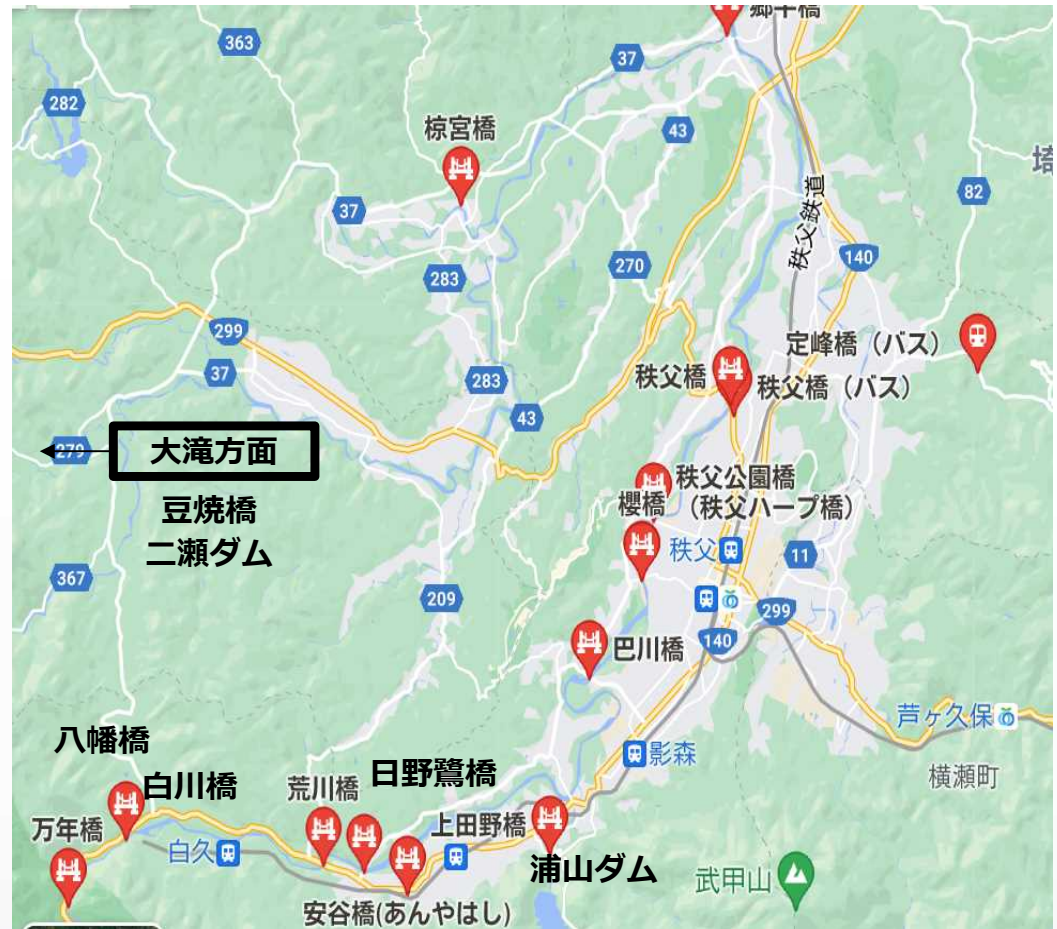 郷平橋
363
37
282
43
椋宮橋
埼
82
37
秩父鉄道
140
270
283
299
定峰橋（バス）
37
283
秩父橋
秩父橋（バス）
43
279
大滝方面
豆焼橋
二瀬ダム
秩父公園橋
（秩父ハープ橋）
櫻橋
秩父
11
367
209
299
140
巴川橋
芦ヶ久保
影森
横瀬町
八幡橋
白川橋
荒川橋
日野鷺橋
万年橋
上田野橋
白久
浦山ダム
武甲山
安谷橋(あんやはし)